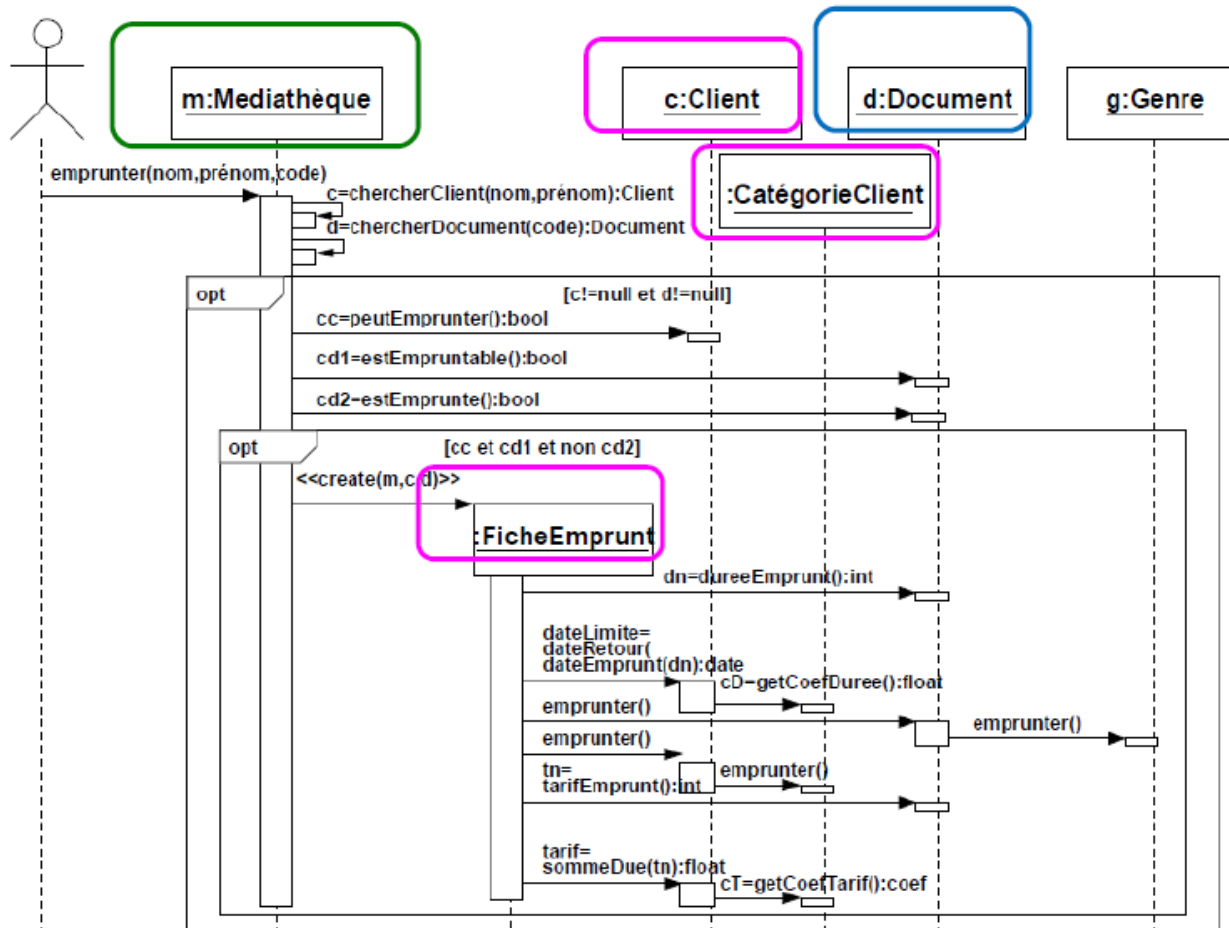 m:Mediathèque
c:Client
d:Document
g:Genre
:CatégorieClient
emprunter(nom,prénom,code)
c=chercherClient(nom,prénom):Client
d=chercherDocument(code):Document
opt
[c!=null et d!=null]
cc=peutEmprunter():bool
cd1=estEmpruntable():bool
cd2=estEmprunte():bool
opt
[cc et cd1 et non cd2]
<<create(m,c,d)>>
:FicheEmprunt
dn=dureeEmprunt():int
dateLimite=
dateRetour(
dateEmprunt(dn):date
cD=getCoefDuree():float
emprunter()
emprunter()
emprunter()
tn=
tarifEmprunt():int
emprunter()
tarif=
sommeDue(tn):float
cT=getCoefTarif():coef